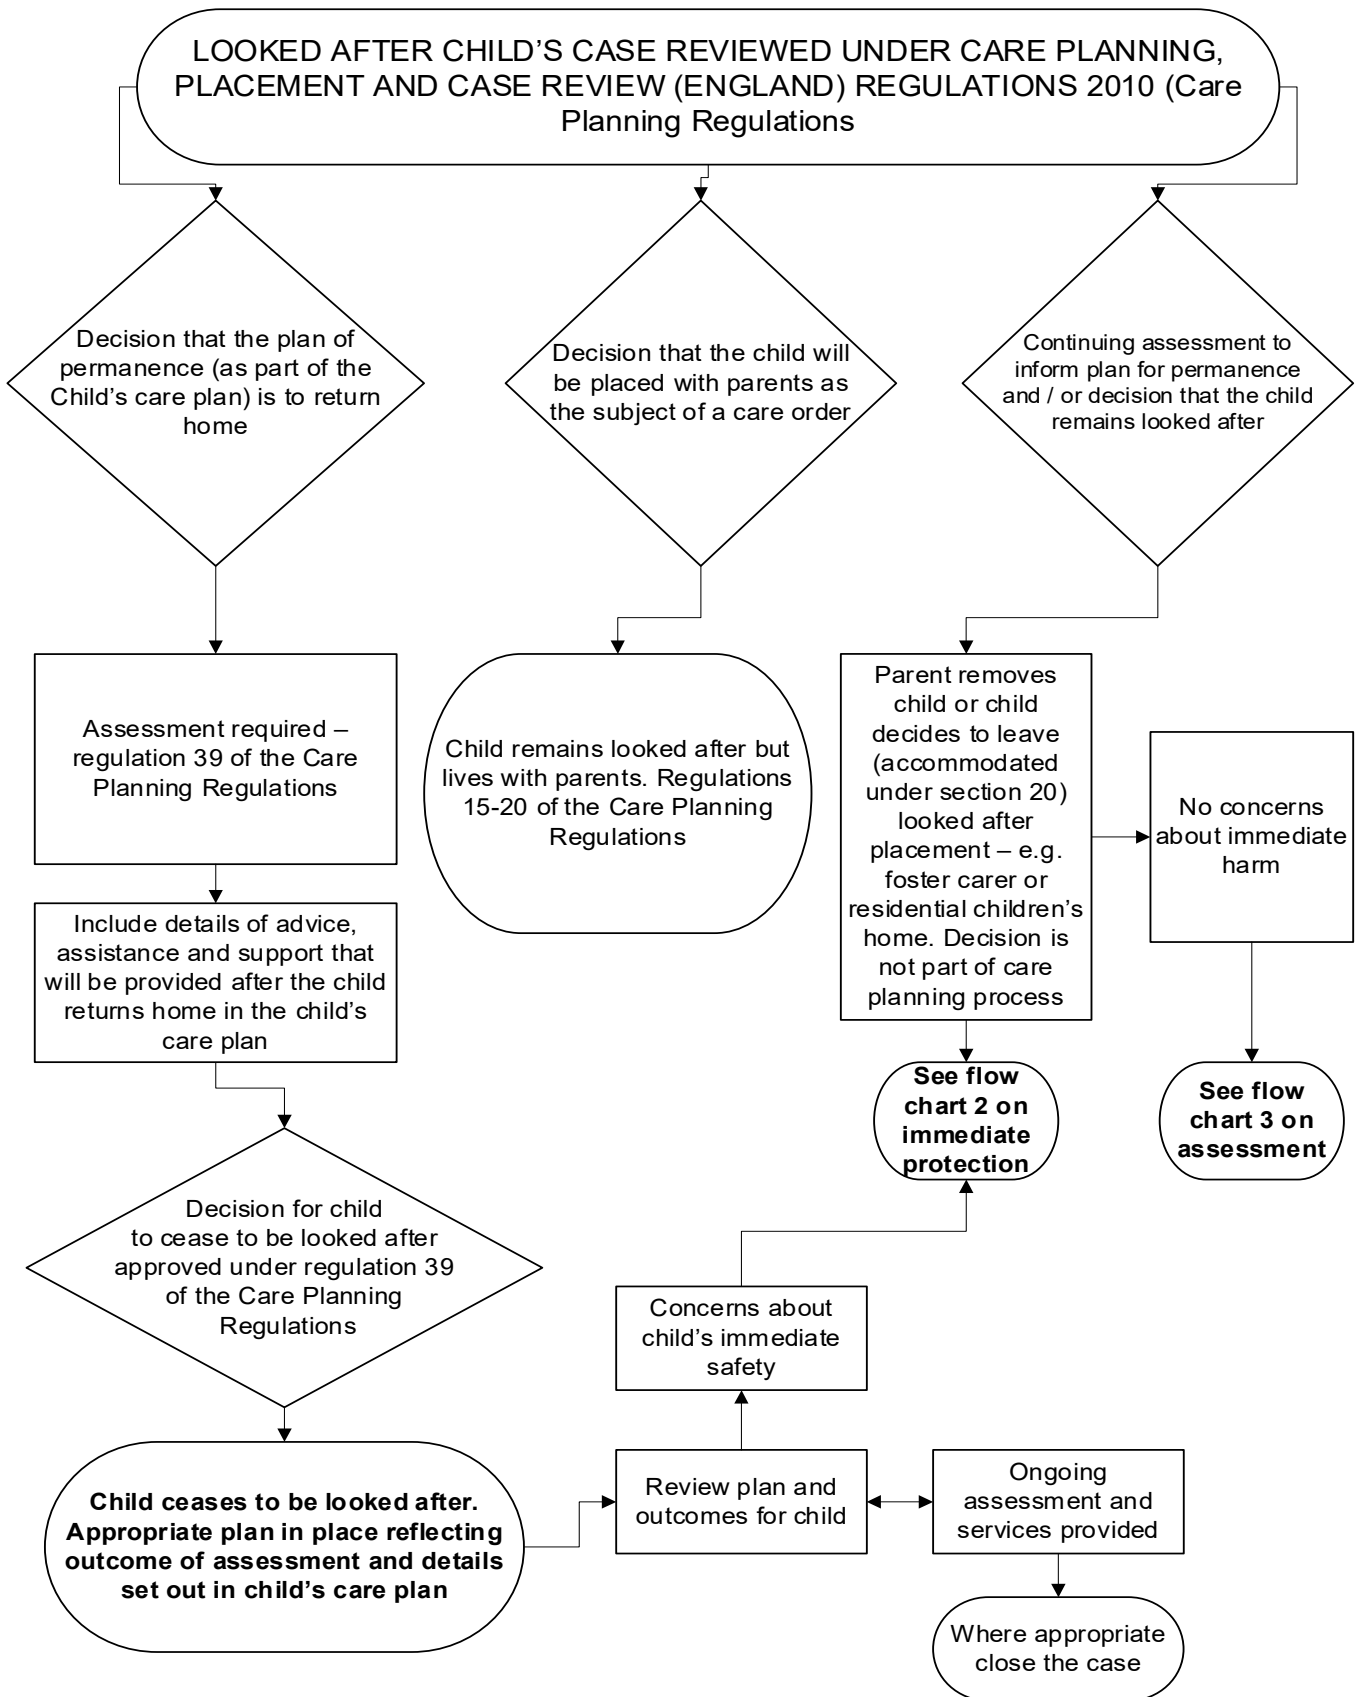 LOOKED AFTER CHILD’S CASE REVIEWED UNDER CARE PLANNING,
PLACEMENT AND CASE REVIEW (ENGLAND) REGULATIONS 2010 (Care
Planning Regulations
Decision that the plan of
permanence (as part of the
Child’s care plan) is to return
home
Decision that the child will
be placed with parents as
the subject of a care order
Continuing assessment to
inform plan for permanence
and / or decision that the child
remains looked after
Assessment required –
regulation 39 of the Care
Planning Regulations
Child remains looked after but
lives with parents. Regulations
15-20 of the Care Planning
Regulations
Parent removes
child or child
decides to leave
(accommodated
under section 20)
looked after
placement – e.g.
foster carer or
residential children’s
home. Decision is
not part of care
planning process
No concerns
about immediate
harm
Include details of advice,
assistance and support that
will be provided after the child
returns home in the child’s
care plan
See flow
chart 2 on
immediate
protection
See flow
chart 3 on
assessment
Decision for child
to cease to be looked after
approved under regulation 39
of the Care Planning
Regulations
Concerns about
child’s immediate
safety
Child ceases to be looked after.
Appropriate plan in place reflecting
outcome of assessment and details
set out in child’s care plan
Review plan and
outcomes for child
Ongoing
assessment and
services provided
Where appropriate
close the case